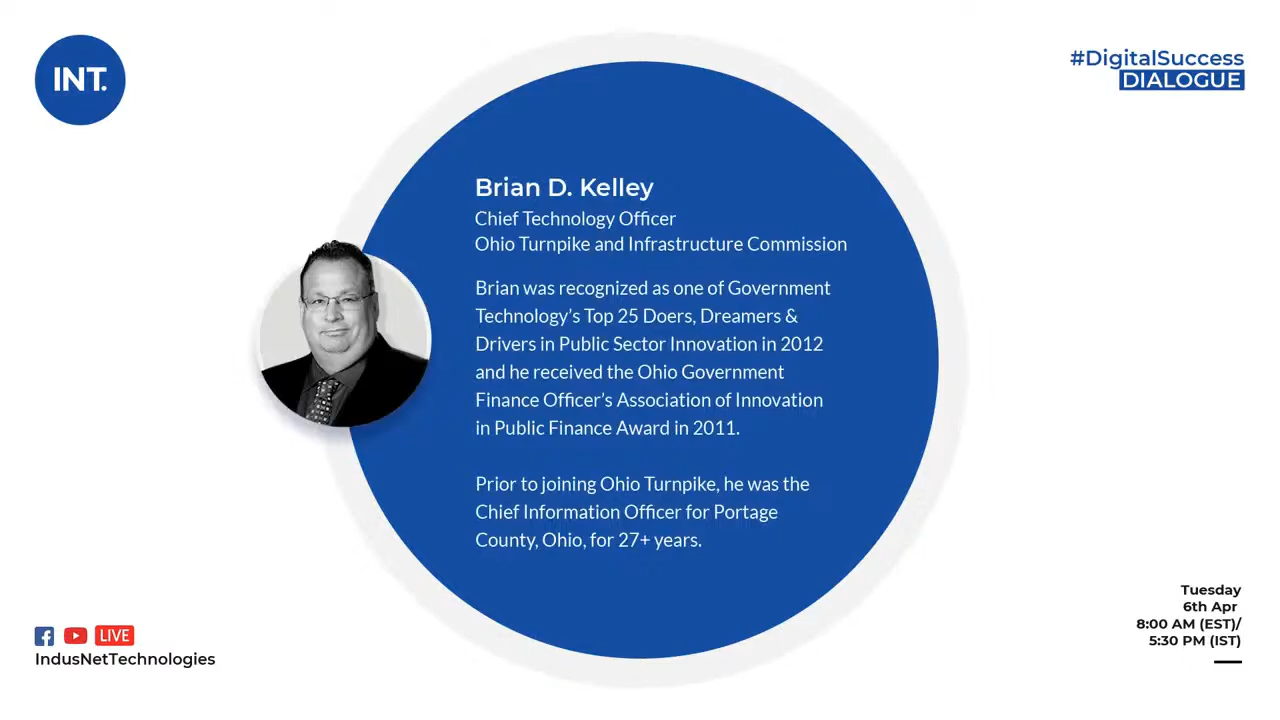 INT.
#DigitalSuccess
DIALOGUE
Brian D. Kelley
Chief Technology Officer
Ohio Turnpike and Infrastructure Commission
Brian was recognized as one of Government
Technology's Top 25 Doers, Dreamers &
Drivers in Public Sector Innovation in 2012
and he received the Ohio Government
Finance Officer's Association of Innovation
in Public Finance Award in 2011.
Prior to joining Ohio Turnpike, he was the
Chief Information Officer for Portage
County, Ohio, for 27+ years.
LIVE
IndusNetTechnologies
Tuesday
6th Apr
8:00 AM (EST)/
5:30 PM (IST)